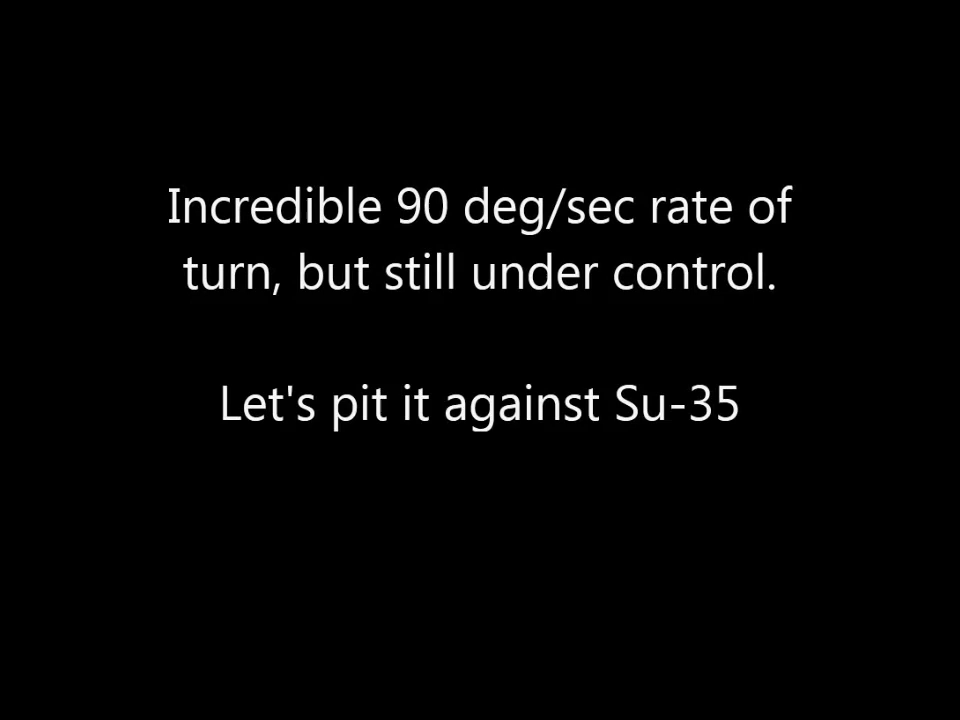 Incredible 90 deg/sec rate of
turn, but still under control.
Let's pit it against Su-35